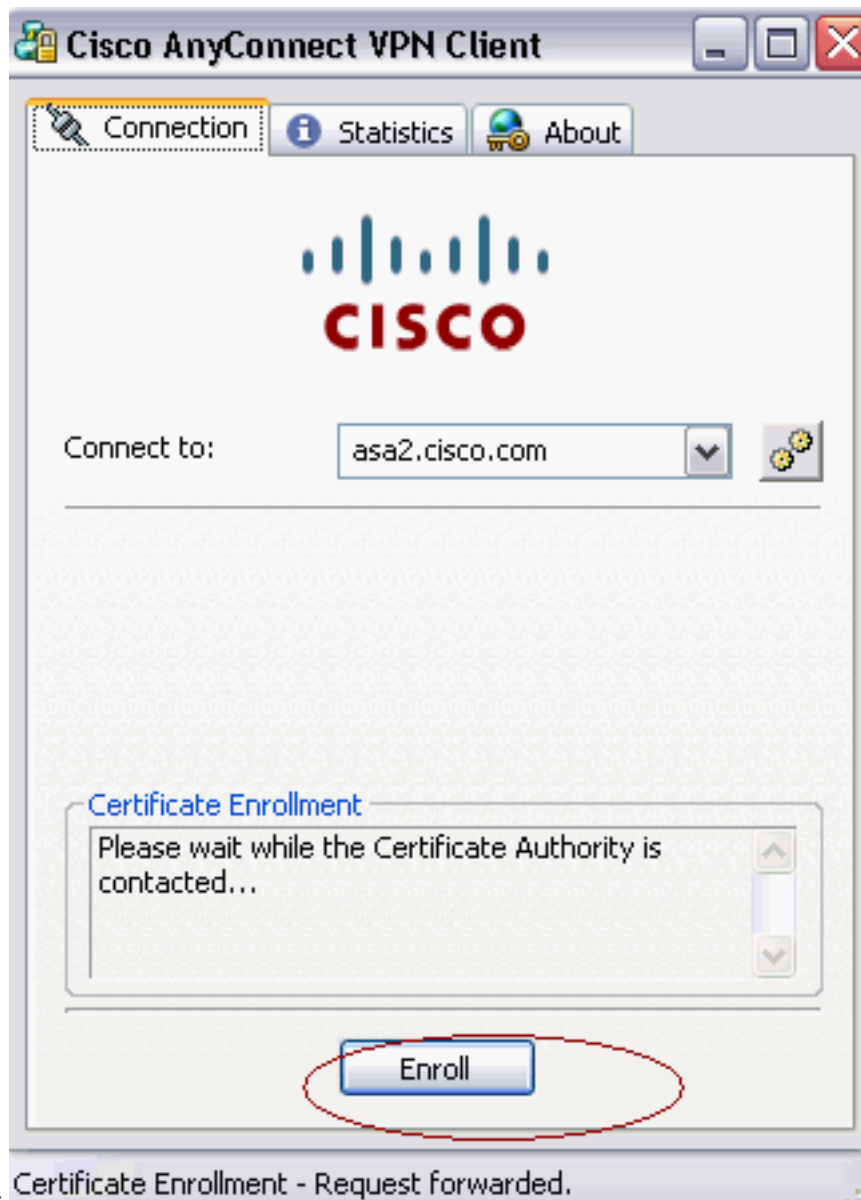 Cisco AnyConnect VPN Client
Connection
Statistics
About
CISCO
Connect to:
asa2.cisco.com
Certificate Enrollment
Please wait while the Certificate Authority is
contacted...
Enroll
Certificate Enrollment - Request forwarded.